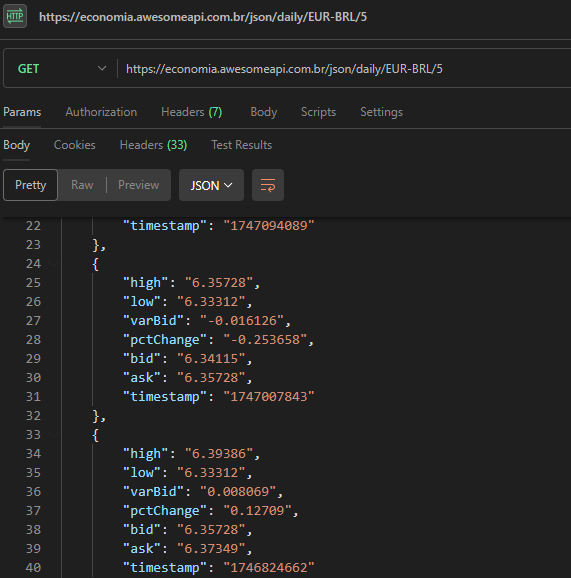 HTTP https://economia.awesomeapi.com.br/json/daily/EUR-BRL/5
GET https://economia.awesomeapi.com.br/json/daily/EUR-BRL/5
Params Authorization Headers (7) Body Scripts Settings
Body Cookies Headers (33) Test Results
Pretty Raw Preview JSON
22 "timestamp": "1747094089"
23 },
24 {
25 "high": "6.35728",
26 "low": "6.33312",
27 "varBid": "-0.016126",
28 "pctChange": "-0.253658",
29 "bid": "6.34115",
30 "ask": "6.35728",
31 "timestamp": "1747007843"
32 },
33 {
34 "high": "6.39386",
35 "low": "6.33312",
36 "varBid": "0.008069",
37 "pctChange": "0.12709",
38 "bid": "6.35728",
39 "ask": "6.37349",
40 "timestamp": "1746824662"